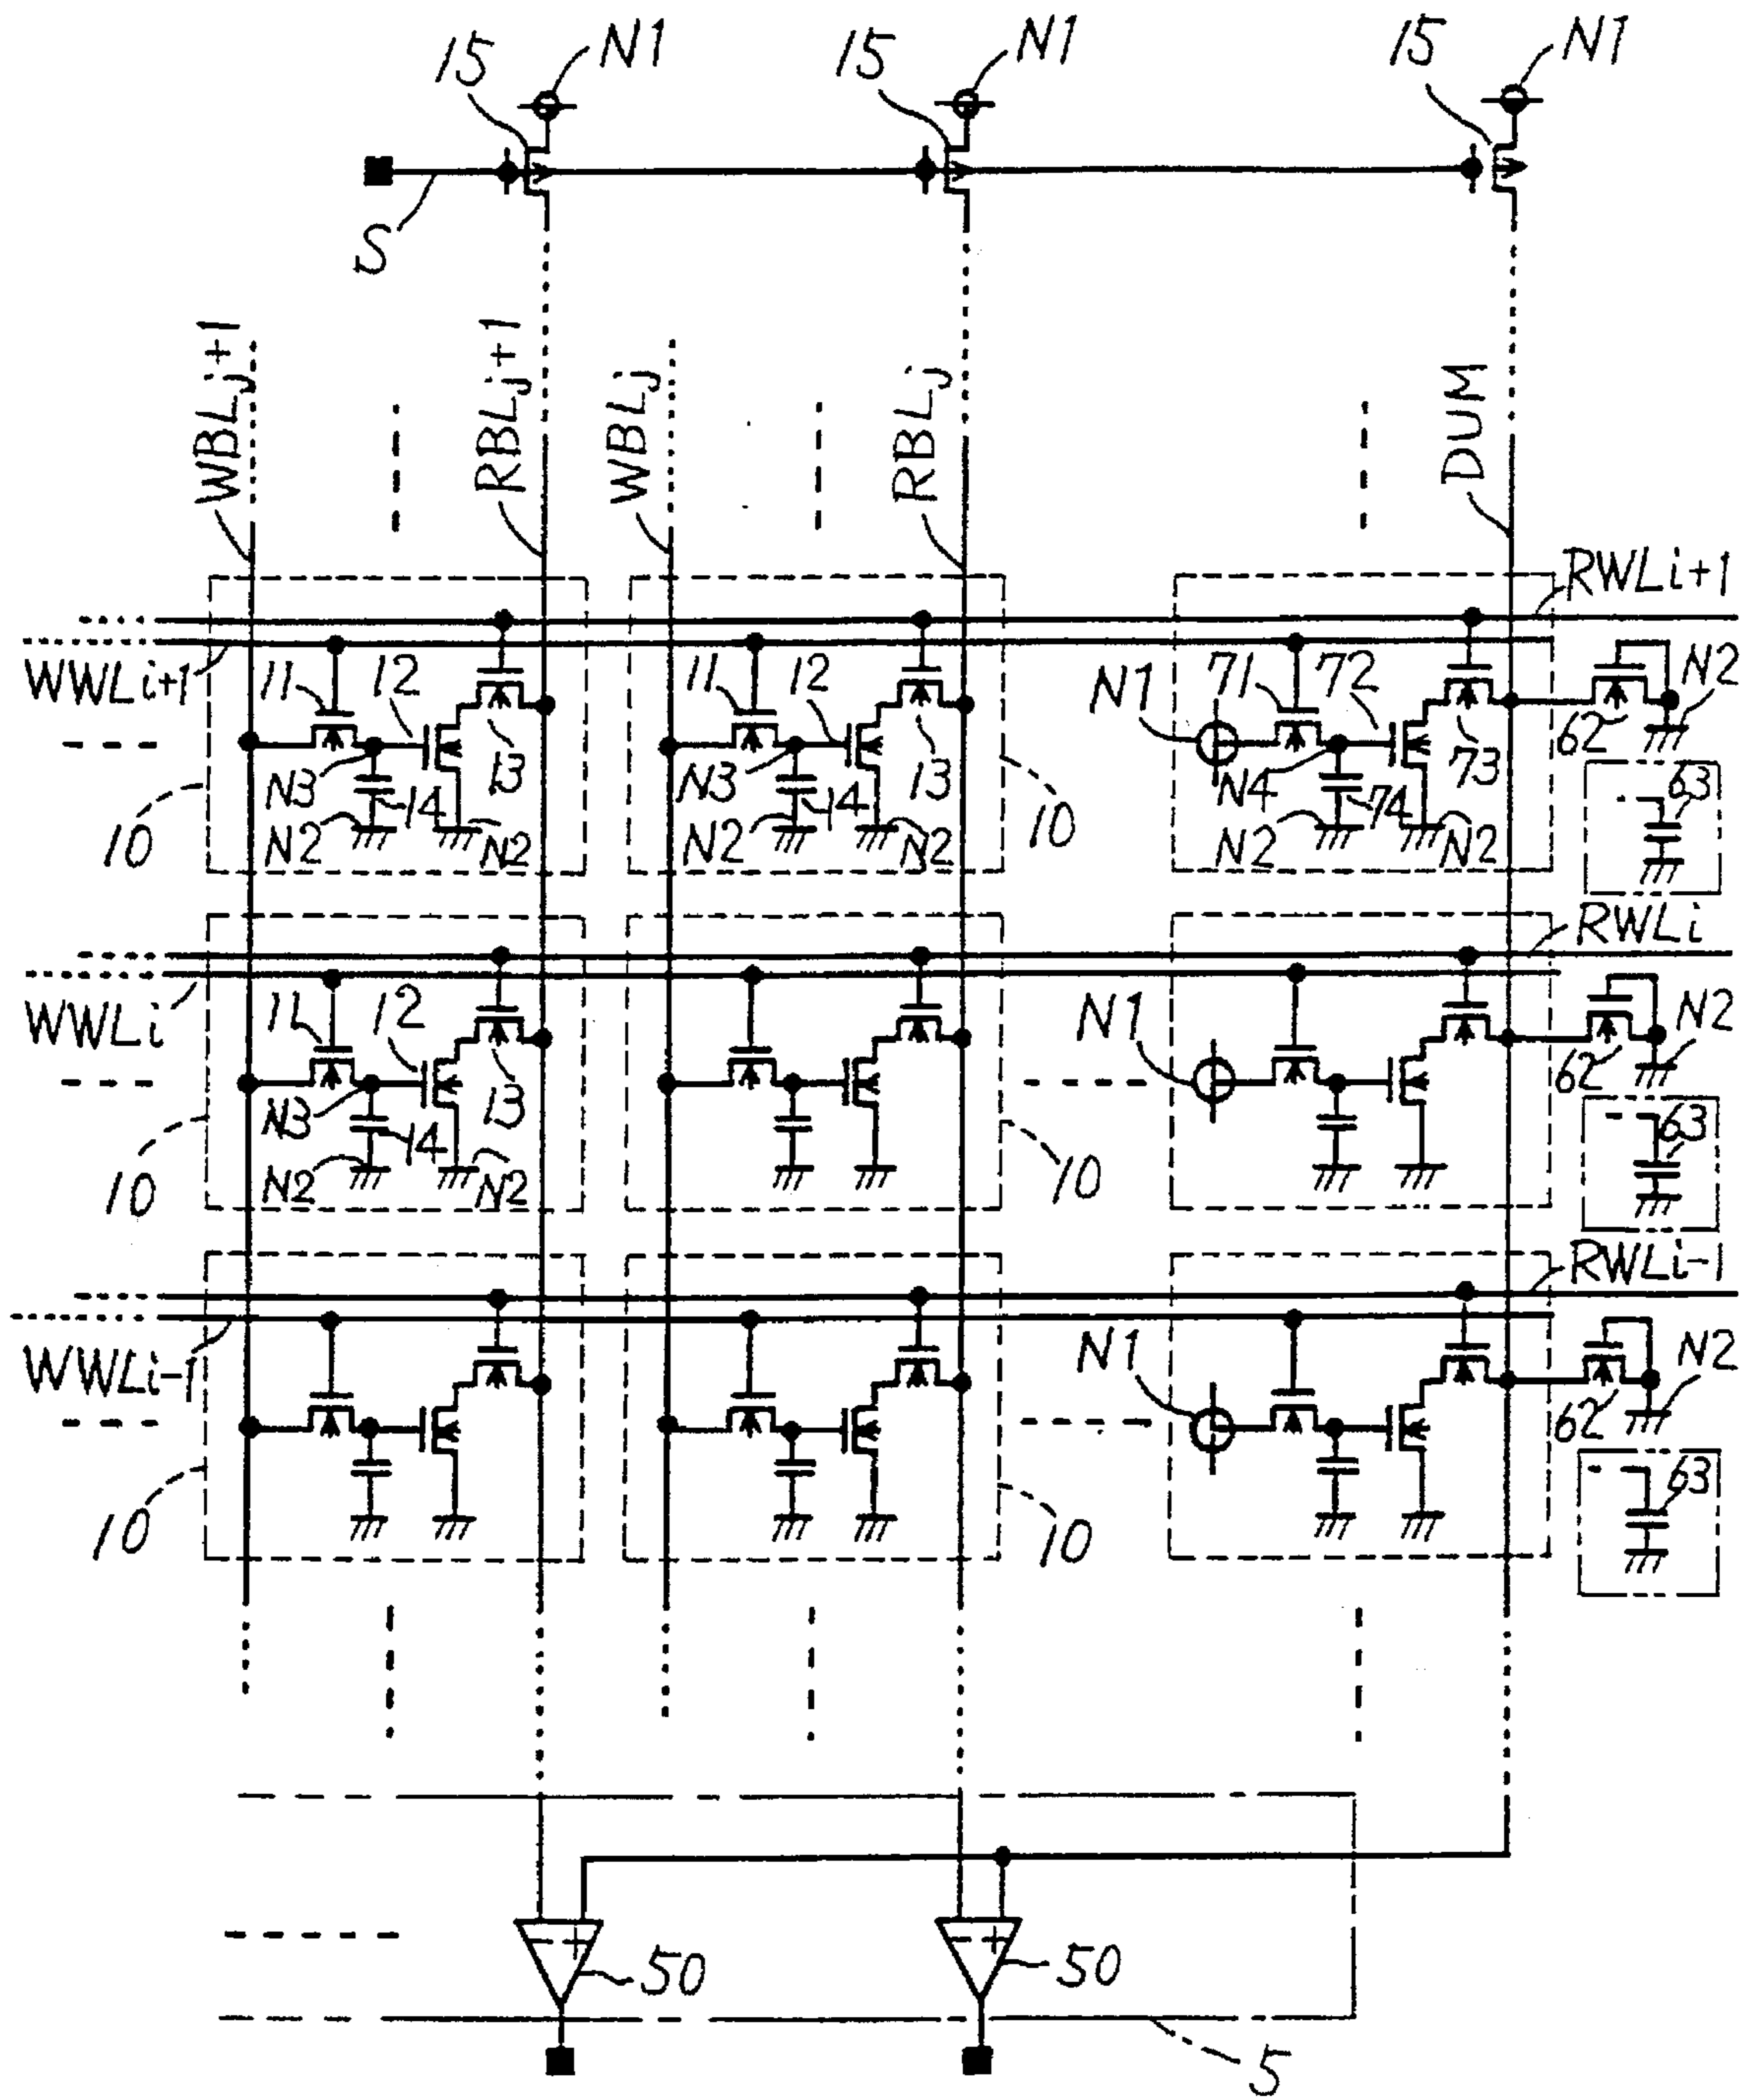 15 N1 15 N1 15 N1
S
WBLj+1 RBLj+1 WBLj RBLj DUM
RWLi+1
WWLi+1 11 12 11 12 N1 71 72 N2
N3 13 N3 13 N4 73 62
10 N2 14 N2 N2 14 N2 10 N2 74 N2 63
RWLi
WWLi 11 12 N1 N2
N3 13 62
10 N2 14 N2 10 63
RWLi-1
WWLi-1 N1 N2
62
10 10 63
- + 50 - + 50
5